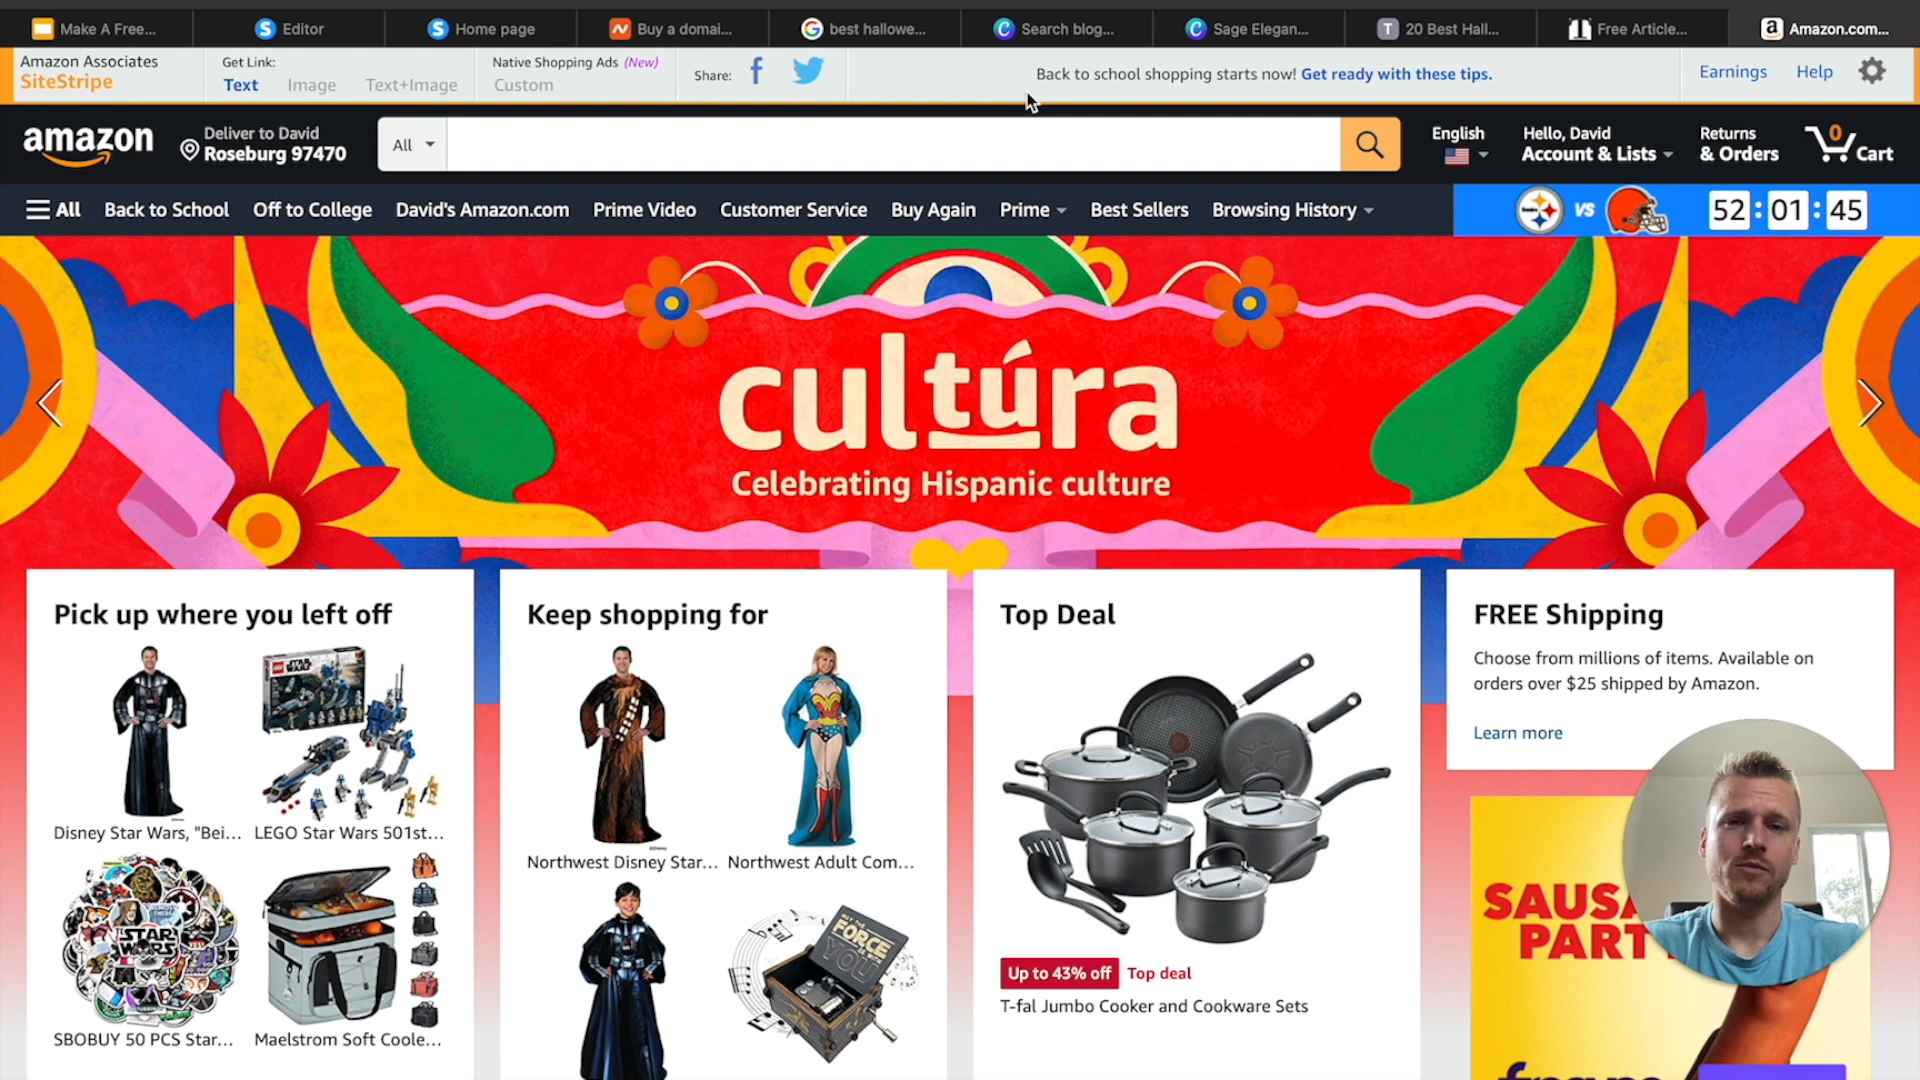 Make A Free...
Editor
Home page
Buy a domai...
best hallowe...
Search blog...
Sage Elegan...
20 Best Hall...
Free Article...
Amazon.com...
Amazon Associates
SiteStripe
Get Link:
Text
Image
Text+Image
Native Shopping Ads (New)
Custom
Share:
Back to school shopping starts now! Get ready with these tips.
Earnings
Help
amazon
Deliver to David
Roseburg 97470
All
English
Hello, David
Account & Lists
Returns
& Orders
0
Cart
All
Back to School
Off to College
David's Amazon.com
Prime Video
Customer Service
Buy Again
Prime
Best Sellers
Browsing History
VS
52 : 01 : 45
cultúra
Celebrating Hispanic culture
Pick up where you left off
Disney Star Wars, "Bei...
LEGO Star Wars 501st...
SBOBUY 50 PCS Star...
Maelstrom Soft Coole...
Keep shopping for
Northwest Disney Star...
Northwest Adult Com...
FORCE
YOU
STAR
WARS
Top Deal
Up to 43% off
Top deal
T-fal Jumbo Cooker and Cookware Sets
FREE Shipping
Choose from millions of items. Available on
orders over $25 shipped by Amazon.
Learn more